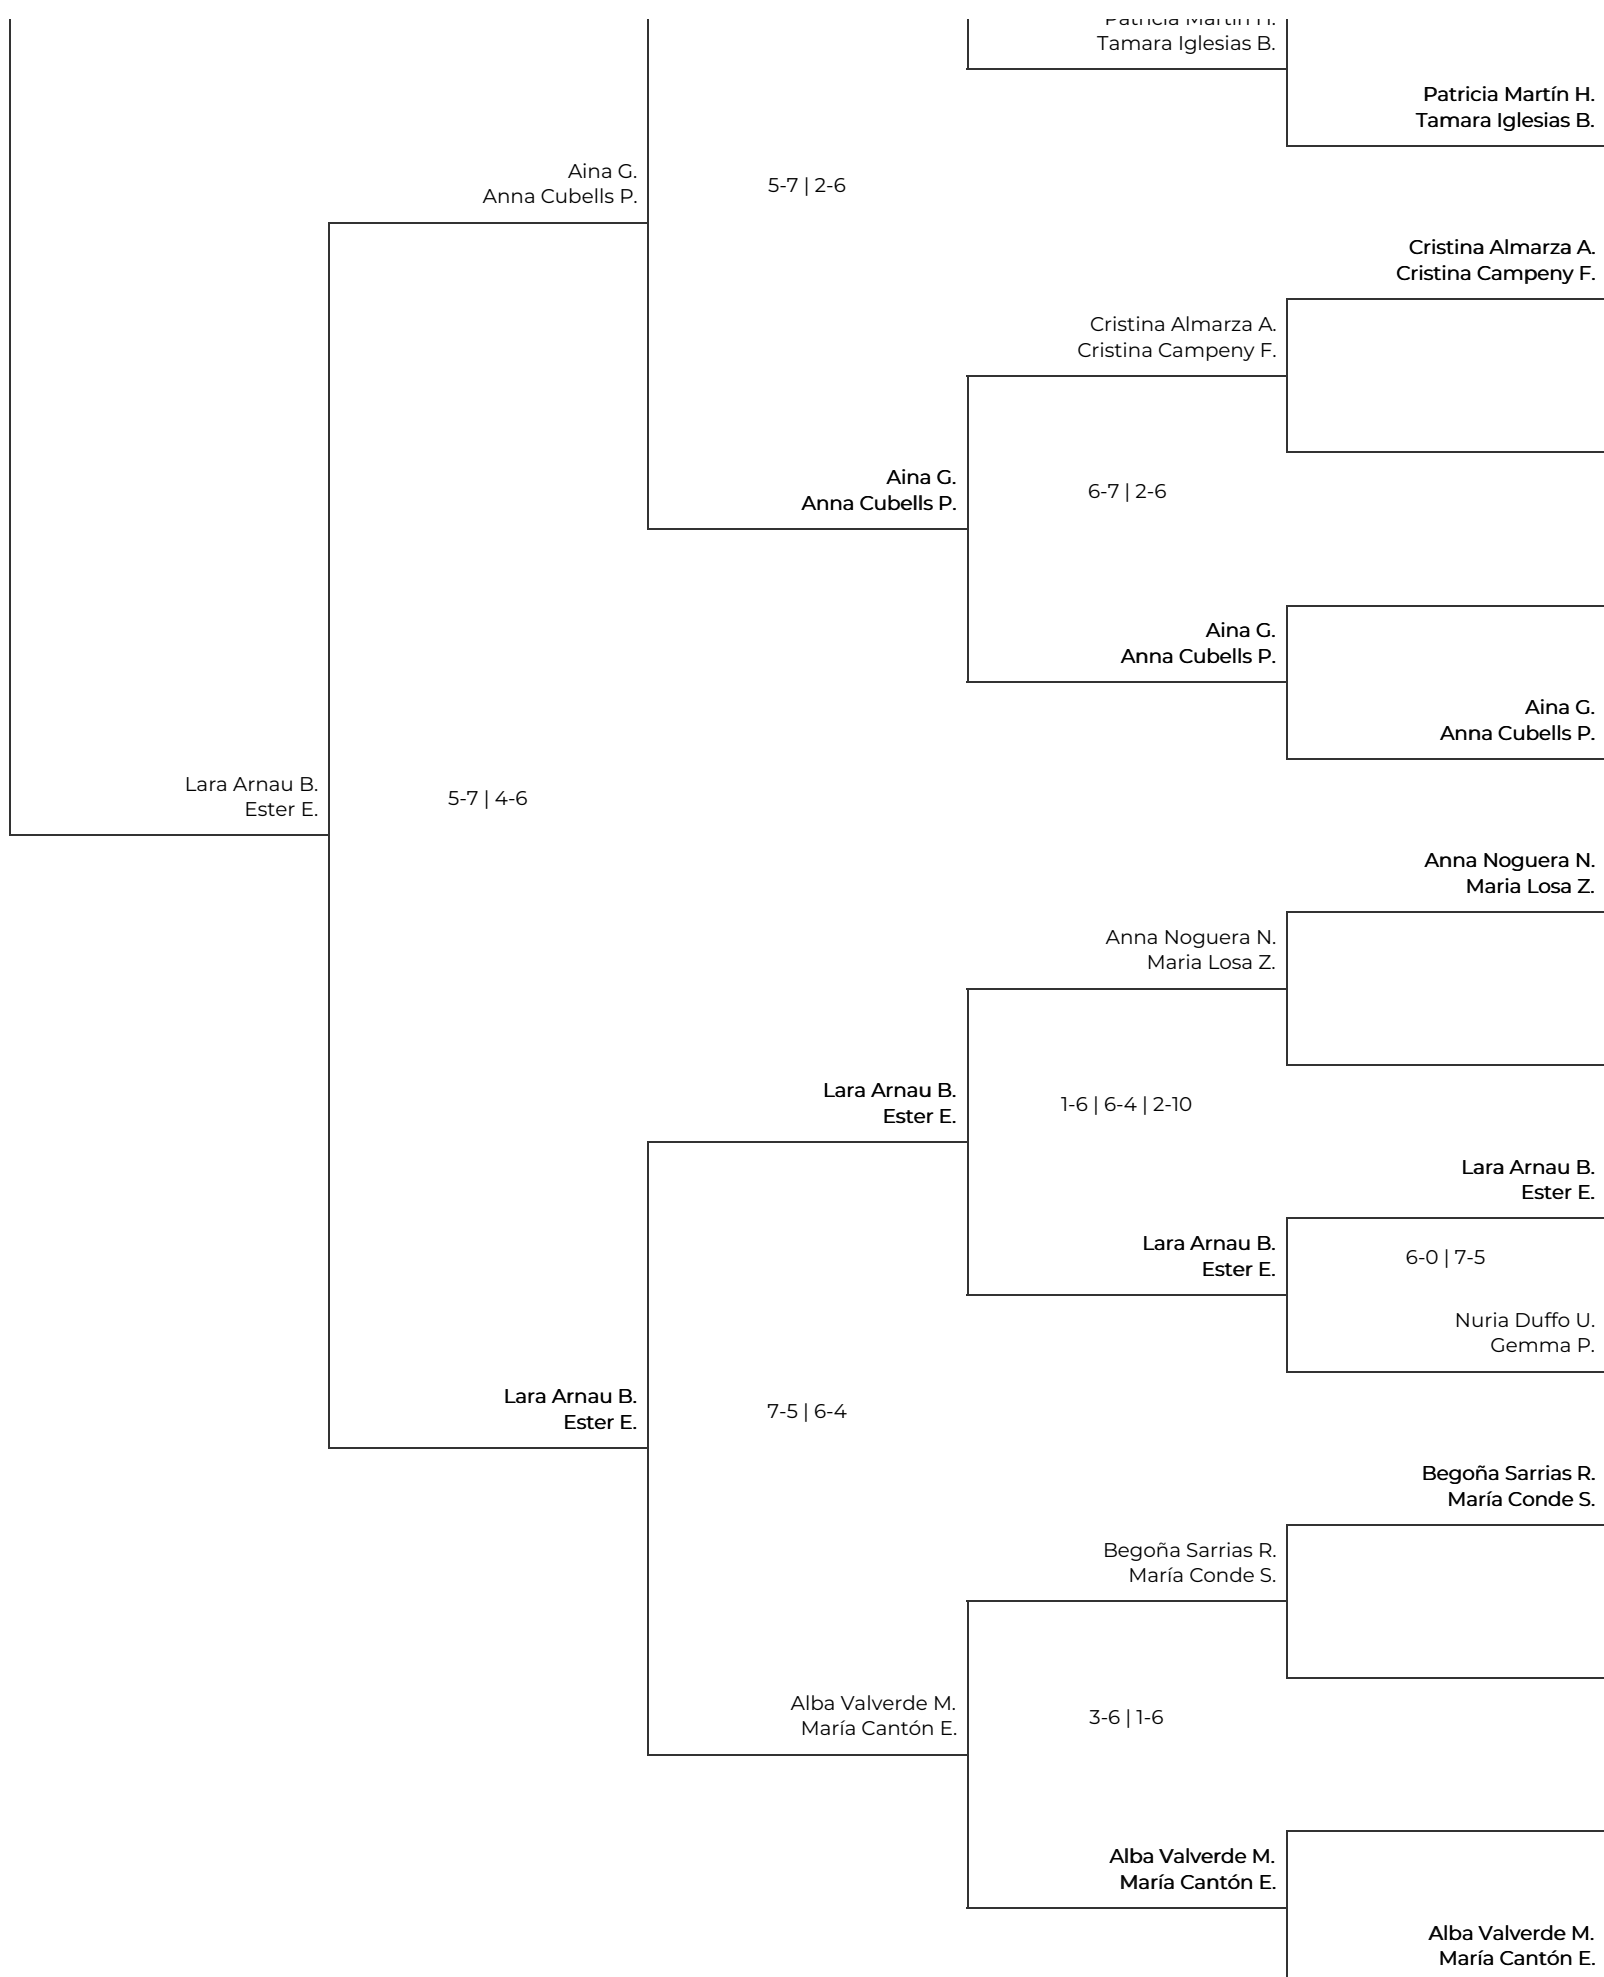 Patricia Martín H.
Tamara Iglesias B.
Patricia Martín H.
Tamara Iglesias B.
Aina G.
Anna Cubells P.
5-7 | 2-6
Cristina Almarza A.
Cristina Campeny F.
Cristina Almarza A.
Cristina Campeny F.
Aina G.
Anna Cubells P.
6-7 | 2-6
Aina G.
Anna Cubells P.
Aina G.
Anna Cubells P.
Lara Arnau B.
Ester E.
5-7 | 4-6
Anna Noguera N.
Maria Losa Z.
Anna Noguera N.
Maria Losa Z.
Lara Arnau B.
Ester E.
1-6 | 6-4 | 2-10
Lara Arnau B.
Ester E.
Lara Arnau B.
Ester E.
6-0 | 7-5
Nuria Duffo U.
Gemma P.
Lara Arnau B.
Ester E.
7-5 | 6-4
Begoña Sarrias R.
María Conde S.
Begoña Sarrias R.
María Conde S.
Alba Valverde M.
María Cantón E.
3-6 | 1-6
Alba Valverde M.
María Cantón E.
Alba Valverde M.
María Cantón E.